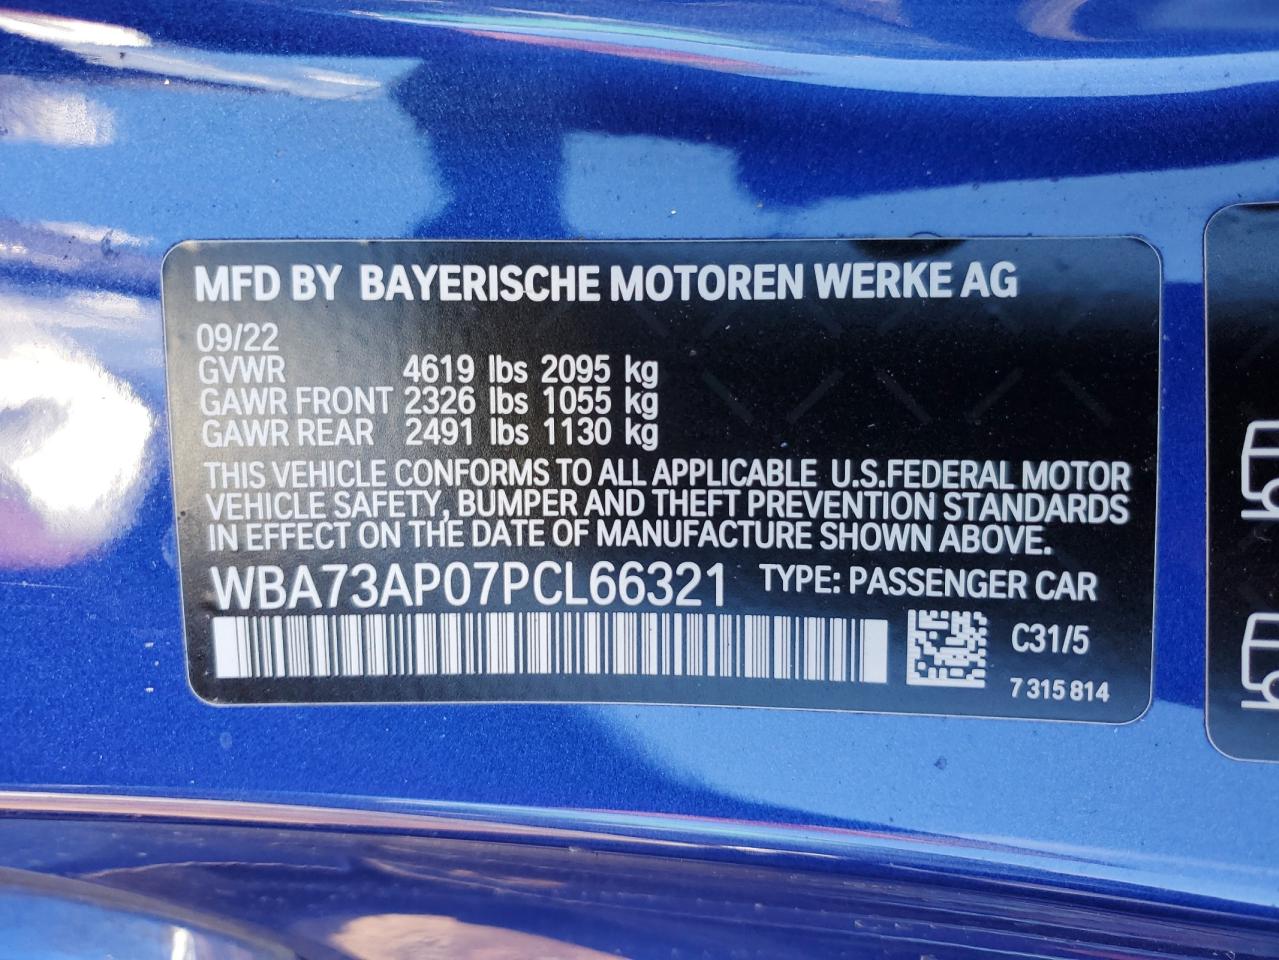 MFD BY BAYERISCHE MOTOREN WERKE AG
09/22
GVWR 4619 lbs 2095 kg
GAWR FRONT 2326 lbs 1055 kg
GAWR REAR 2491 lbs 1130 kg
THIS VEHICLE CONFORMS TO ALL APPLICABLE U.S.FEDERAL MOTOR
VEHICLE SAFETY, BUMPER AND THEFT PREVENTION STANDARDS
IN EFFECT ON THE DATE OF MANUFACTURE SHOWN ABOVE.
WBA73AP07PCL66321 TYPE: PASSENGER CAR
C31/5
7 315 814